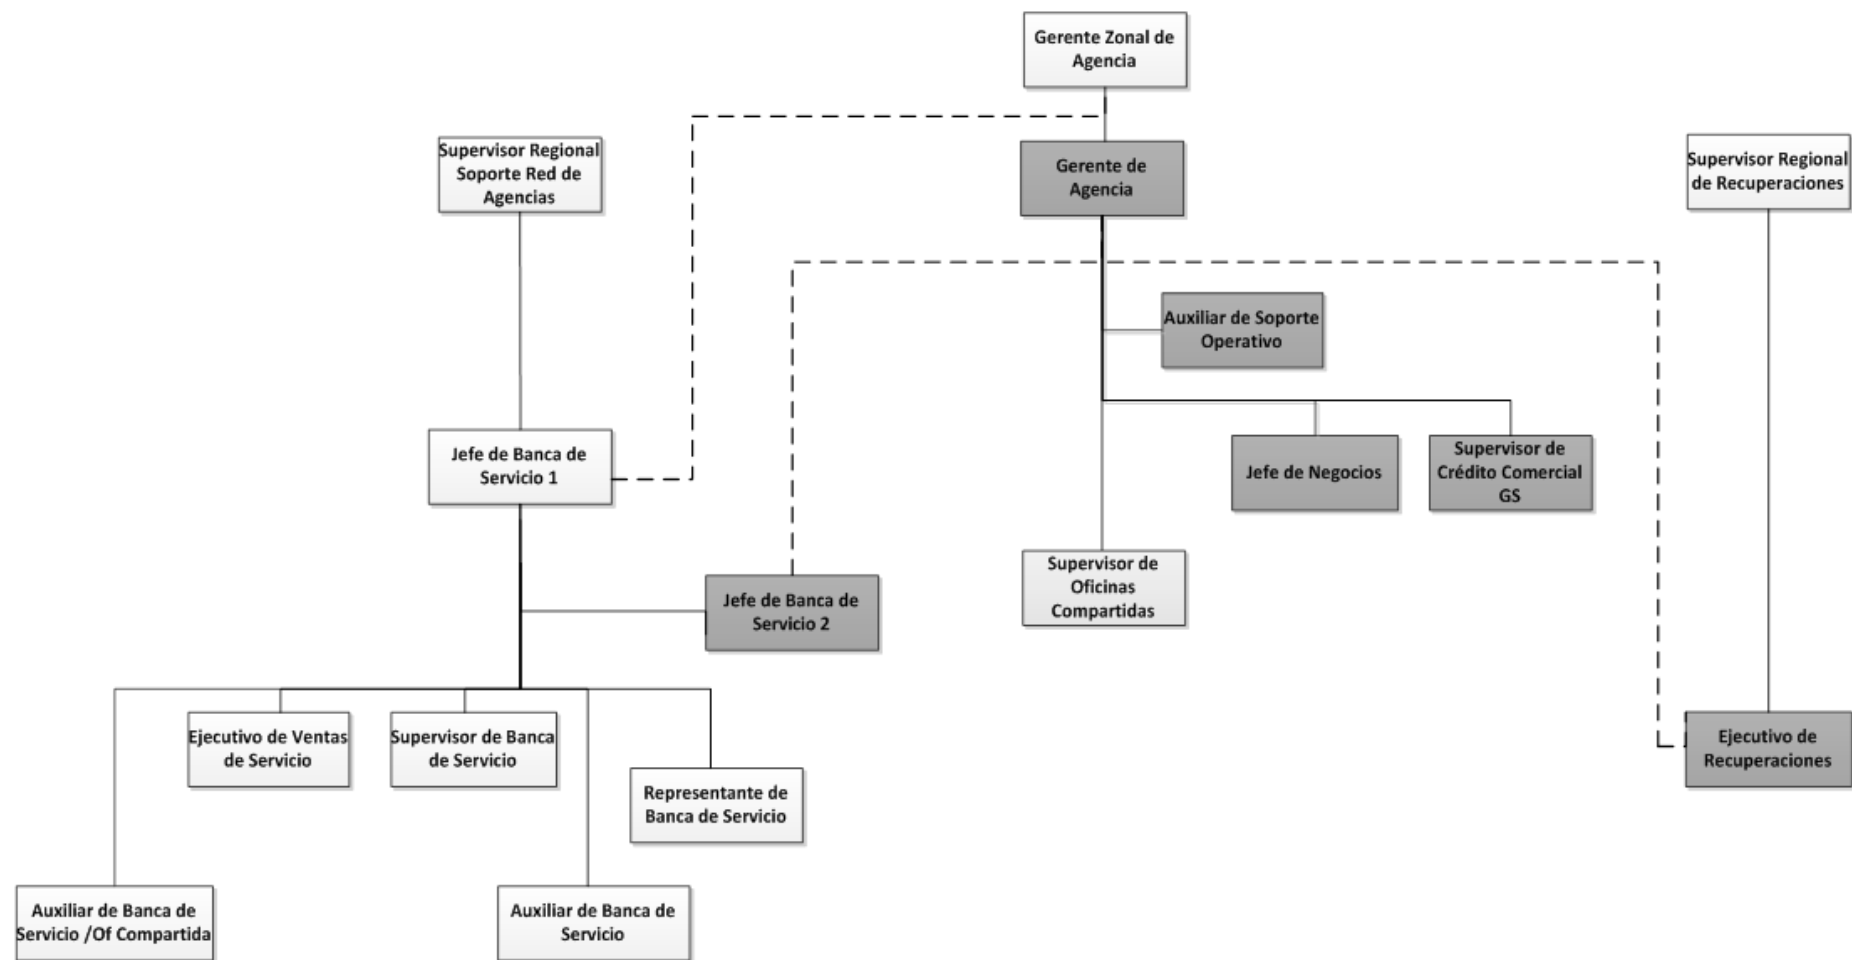 Gerente Zonal de
Agencia
Supervisor Regional
Soporte Red de
Agencias
Gerente de
Agencia
Supervisor Regional
de Recuperaciones
Auxiliar de Soporte
Operativo
Jefe de Banca de
Servicio 1
Jefe de Negocios
Supervisor de
Crédito Comercial
GS
Supervisor de
Oficinas
Compartidas
Jefe de Banca de
Servicio 2
Ejecutivo de Ventas
de Servicio
Supervisor de Banca
de Servicio
Representante de
Banca de Servicio
Ejecutivo de
Recuperaciones
Auxiliar de Banca de
Servicio /Of Compartida
Auxiliar de Banca de
Servicio